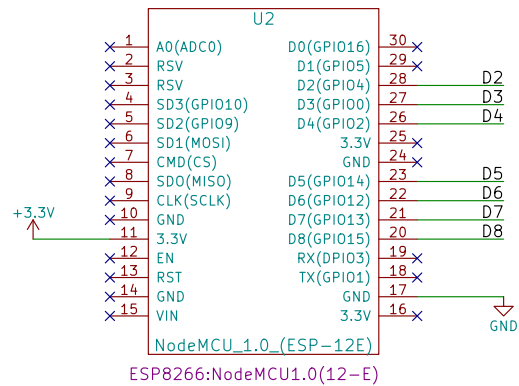 U2
1 A0(ADC0) D0(GPIO16) 30
2 RSV D1(GPIO5) 29
3 RSV D2(GPIO4) 28 D2
4 SD3(GPIO10) D3(GPIO0) 27 D3
5 SD2(GPIO9) D4(GPIO2) 26 D4
6 SD1(MOSI) 3.3V 25
7 CMD(CS) GND 24
8 SDO(MISO) D5(GPIO14) 23 D5
9 CLK(SCLK) D6(GPIO12) 22 D6
10 GND D7(GPIO13) 21 D7
+3.3V
11 3.3V D8(GPIO15) 20 D8
12 EN RX(DPIO3) 19
13 RST TX(GPIO1) 18
14 GND GND 17
GND
15 VIN 3.3V 16
NodeMCU_1.0_(ESP-12E)
ESP8266:NodeMCU1.0(12-E)